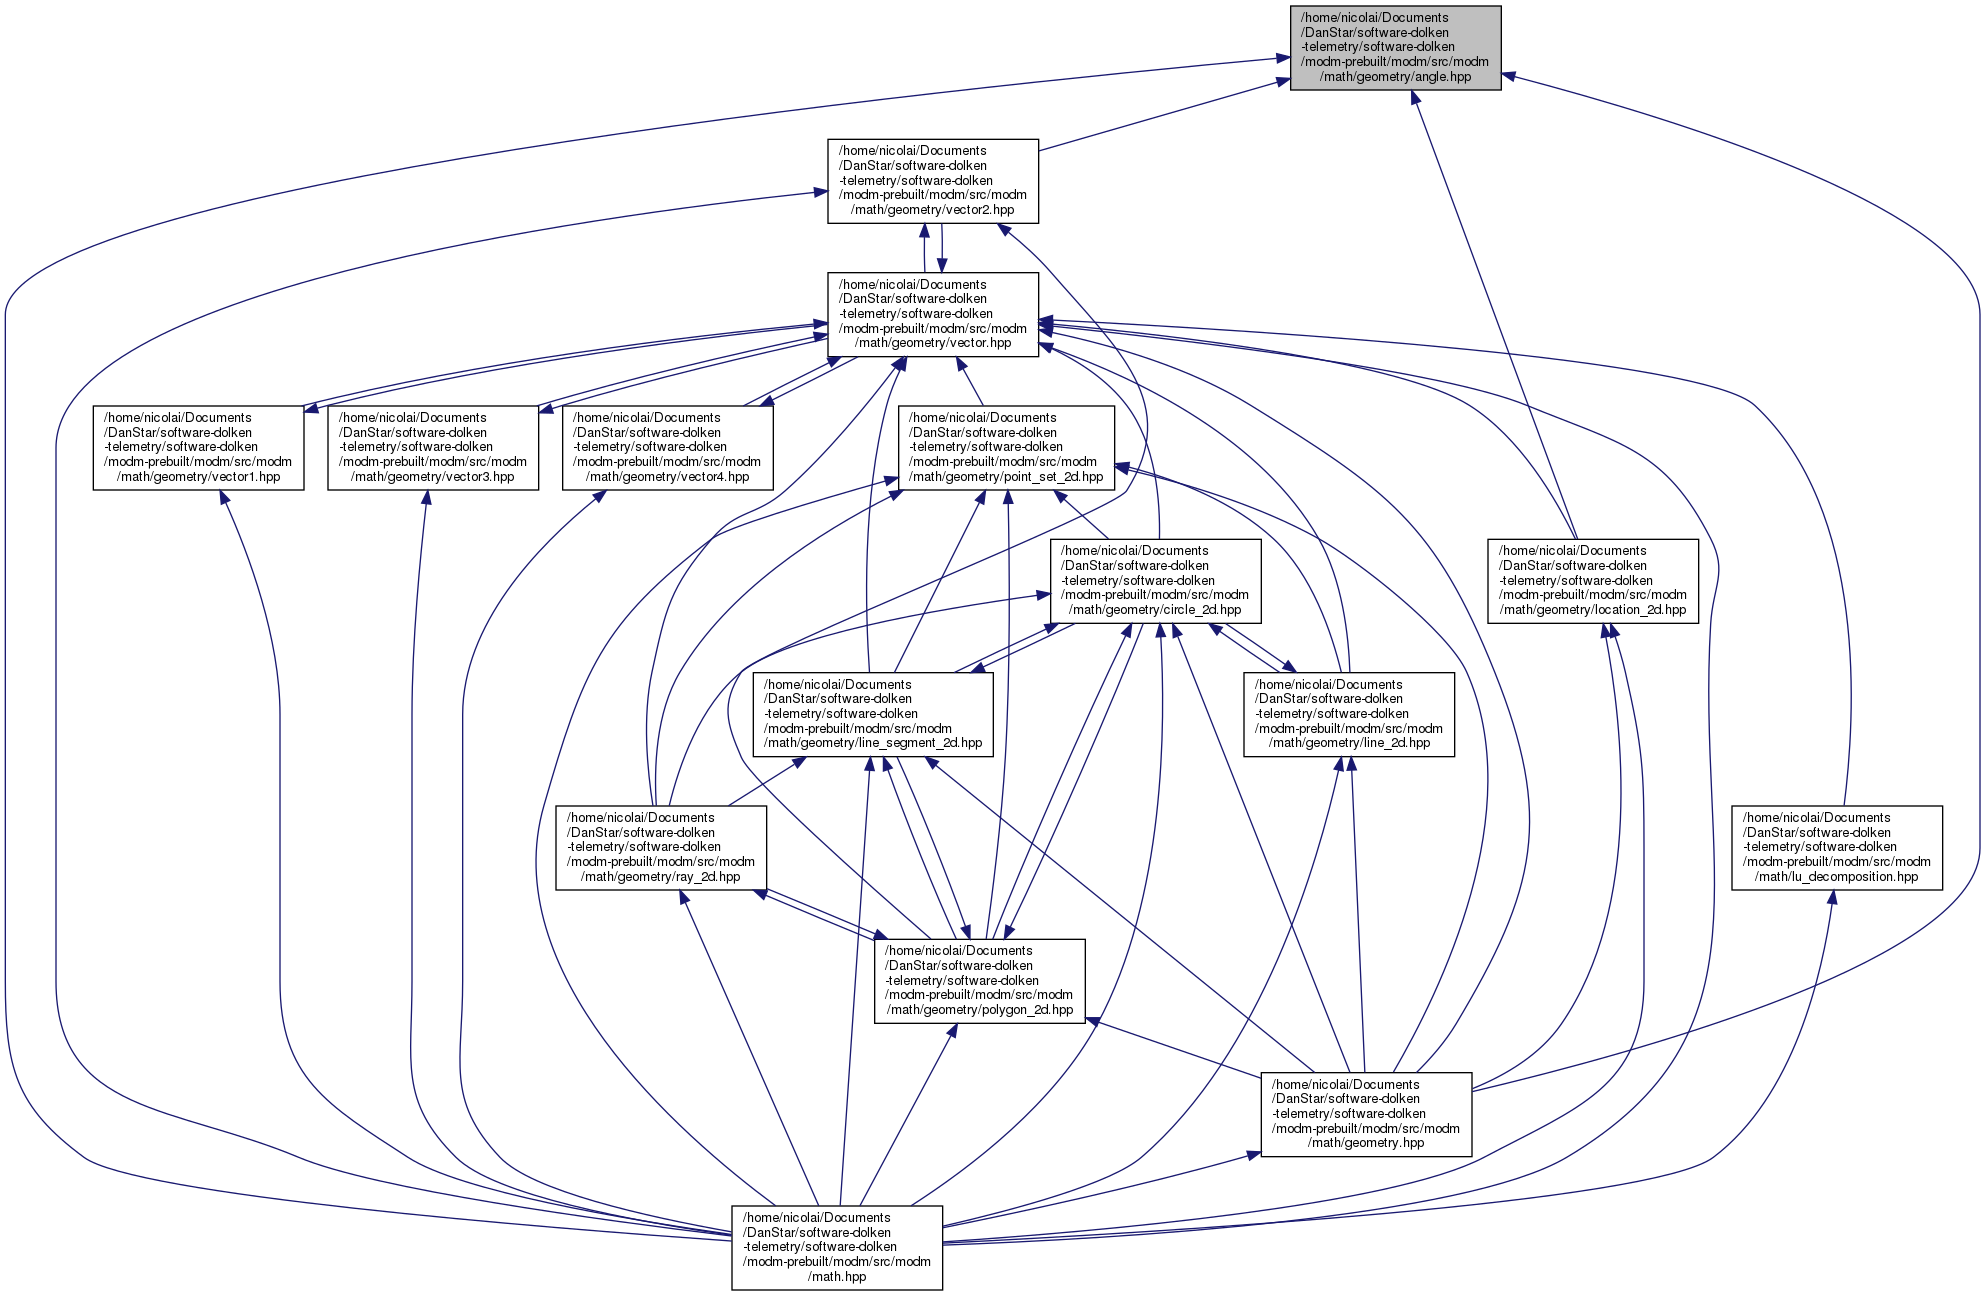 /home/nicolai/Documents
/DanStar/software-dolken
-telemetry/software-dolken
/modm-prebuilt/modm/src/modm
/math/geometry/angle.hpp
/home/nicolai/Documents
/DanStar/software-dolken
-telemetry/software-dolken
/modm-prebuilt/modm/src/modm
/math/geometry/vector2.hpp
/home/nicolai/Documents
/DanStar/software-dolken
-telemetry/software-dolken
/modm-prebuilt/modm/src/modm
/math/geometry/vector.hpp
/home/nicolai/Documents
/DanStar/software-dolken
-telemetry/software-dolken
/modm-prebuilt/modm/src/modm
/math/geometry/vector1.hpp
/home/nicolai/Documents
/DanStar/software-dolken
-telemetry/software-dolken
/modm-prebuilt/modm/src/modm
/math/geometry/vector3.hpp
/home/nicolai/Documents
/DanStar/software-dolken
-telemetry/software-dolken
/modm-prebuilt/modm/src/modm
/math/geometry/vector4.hpp
/home/nicolai/Documents
/DanStar/software-dolken
-telemetry/software-dolken
/modm-prebuilt/modm/src/modm
/math/geometry/point_set_2d.hpp
/home/nicolai/Documents
/DanStar/software-dolken
-telemetry/software-dolken
/modm-prebuilt/modm/src/modm
/math/geometry/circle_2d.hpp
/home/nicolai/Documents
/DanStar/software-dolken
-telemetry/software-dolken
/modm-prebuilt/modm/src/modm
/math/geometry/location_2d.hpp
/home/nicolai/Documents
/DanStar/software-dolken
-telemetry/software-dolken
/modm-prebuilt/modm/src/modm
/math/geometry/line_segment_2d.hpp
/home/nicolai/Documents
/DanStar/software-dolken
-telemetry/software-dolken
/modm-prebuilt/modm/src/modm
/math/geometry/line_2d.hpp
/home/nicolai/Documents
/DanStar/software-dolken
-telemetry/software-dolken
/modm-prebuilt/modm/src/modm
/math/geometry/ray_2d.hpp
/home/nicolai/Documents
/DanStar/software-dolken
-telemetry/software-dolken
/modm-prebuilt/modm/src/modm
/math/lu_decomposition.hpp
/home/nicolai/Documents
/DanStar/software-dolken
-telemetry/software-dolken
/modm-prebuilt/modm/src/modm
/math/geometry/polygon_2d.hpp
/home/nicolai/Documents
/DanStar/software-dolken
-telemetry/software-dolken
/modm-prebuilt/modm/src/modm
/math/geometry.hpp
/home/nicolai/Documents
/DanStar/software-dolken
-telemetry/software-dolken
/modm-prebuilt/modm/src/modm
/math.hpp